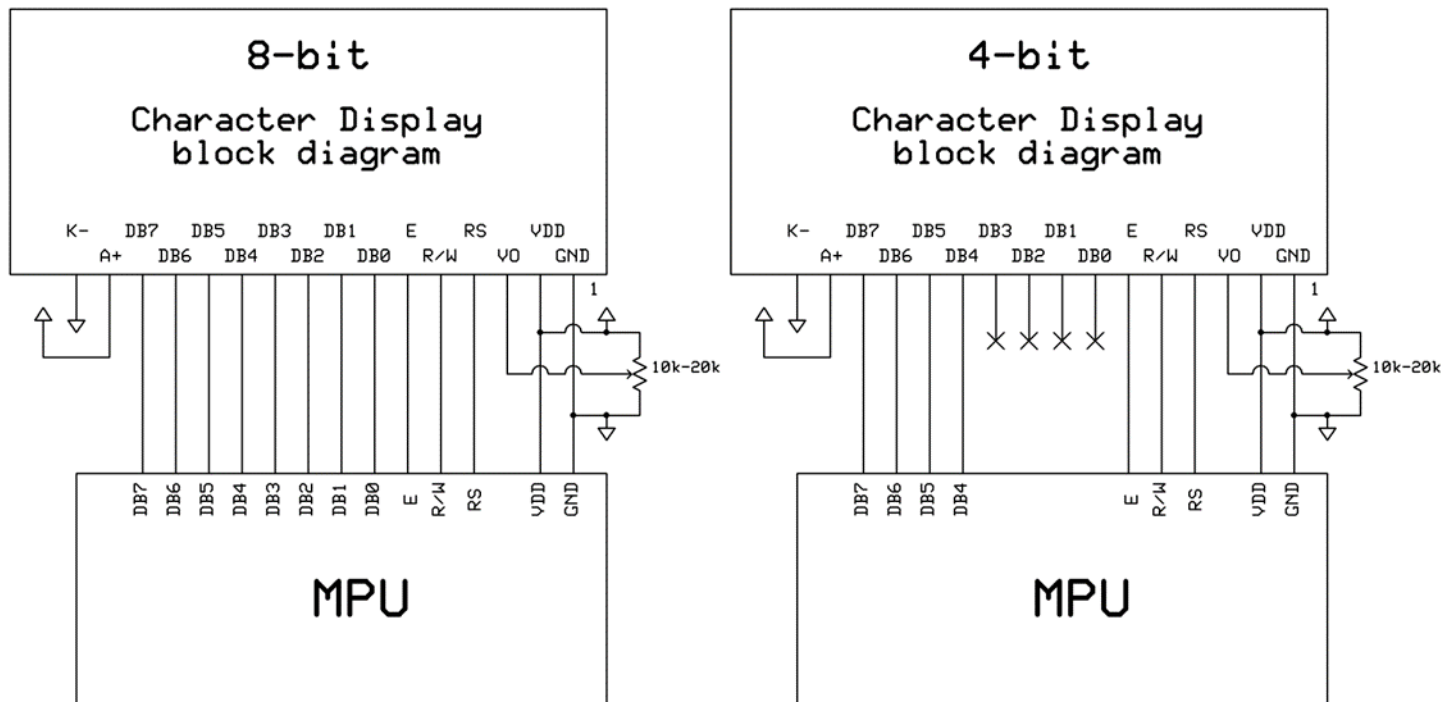 8-bit
Character Display
block diagram
K- DB7 DB5 DB3 DB1 E RS VDD
A+ DB6 DB4 DB2 DB0 R/W VO GND
1
10k-20k
DB7 DB6 DB5 DB4 DB3 DB2 DB1 DB0 E R/W RS VDD GND
MPU
4-bit
Character Display
block diagram
K- DB7 DB5 DB3 DB1 E RS VDD
A+ DB6 DB4 DB2 DB0 R/W VO GND
1
10k-20k
DB7 DB6 DB5 DB4 E R/W RS VDD GND
MPU